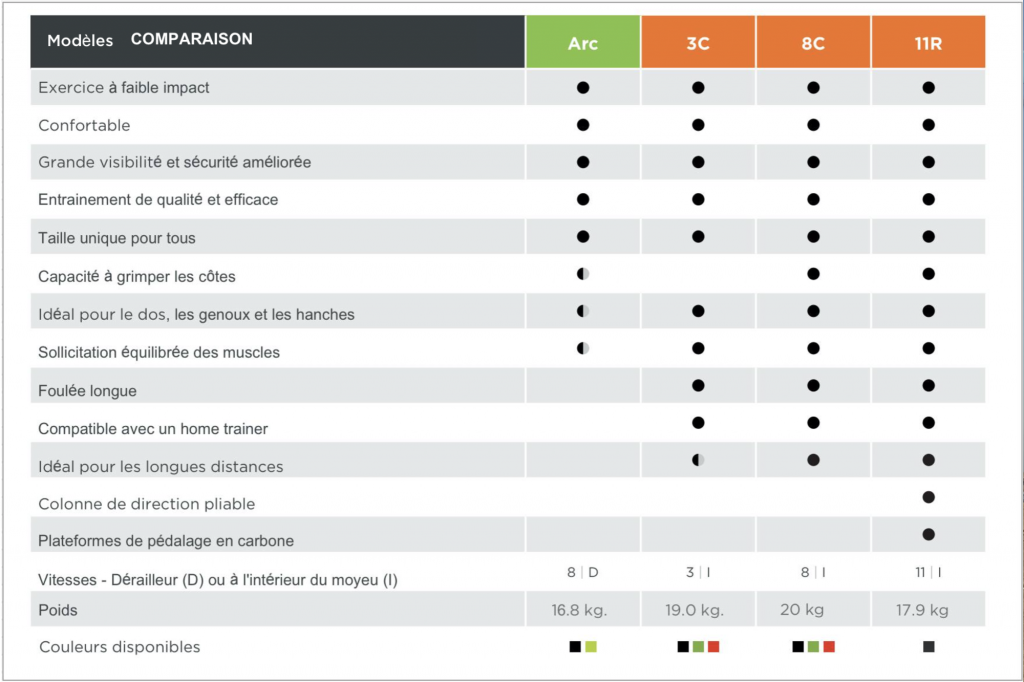 Modèles COMPARAISON Arc 3C 8C 11R
Exercice à faible impact
Confortable
Grande visibilité et sécurité améliorée
Entrainement de qualité et efficace
Taille unique pour tous
Capacité à grimper les côtes
Idéal pour le dos, les genoux et les hanches
Sollicitation équilibrée des muscles
Foulée longue
Compatible avec un home trainer
Idéal pour les longues distances
Colonne de direction pliable
Plateformes de pédalage en carbone
Vitesses - Dérailleur (D) ou à l'intérieur du moyeu (I) 8 | D 3 | I 8 | I 11 | I
Poids 16.8 kg. 19.0 kg. 20 kg 17.9 kg
Couleurs disponibles